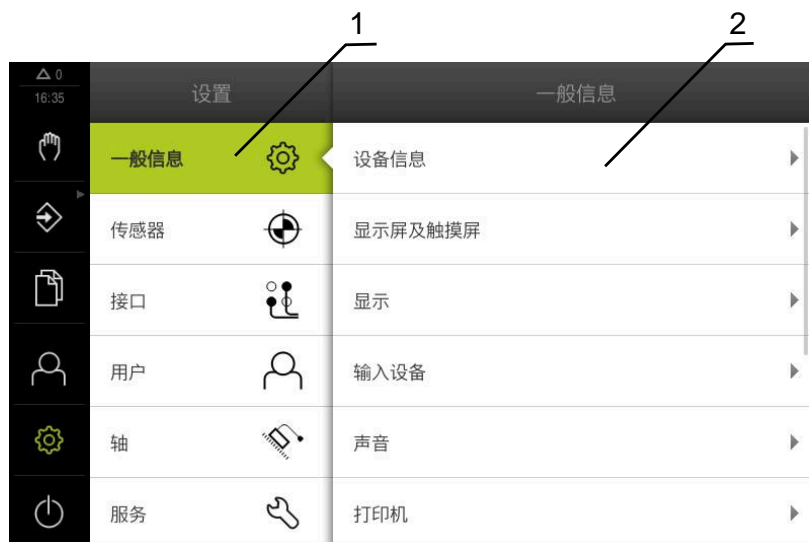 1
2
0
16:35
设置
一般信息
一般信息
设备信息
传感器
显示屏及触摸屏
接口
显示
用户
输入设备
轴
声音
服务
打印机